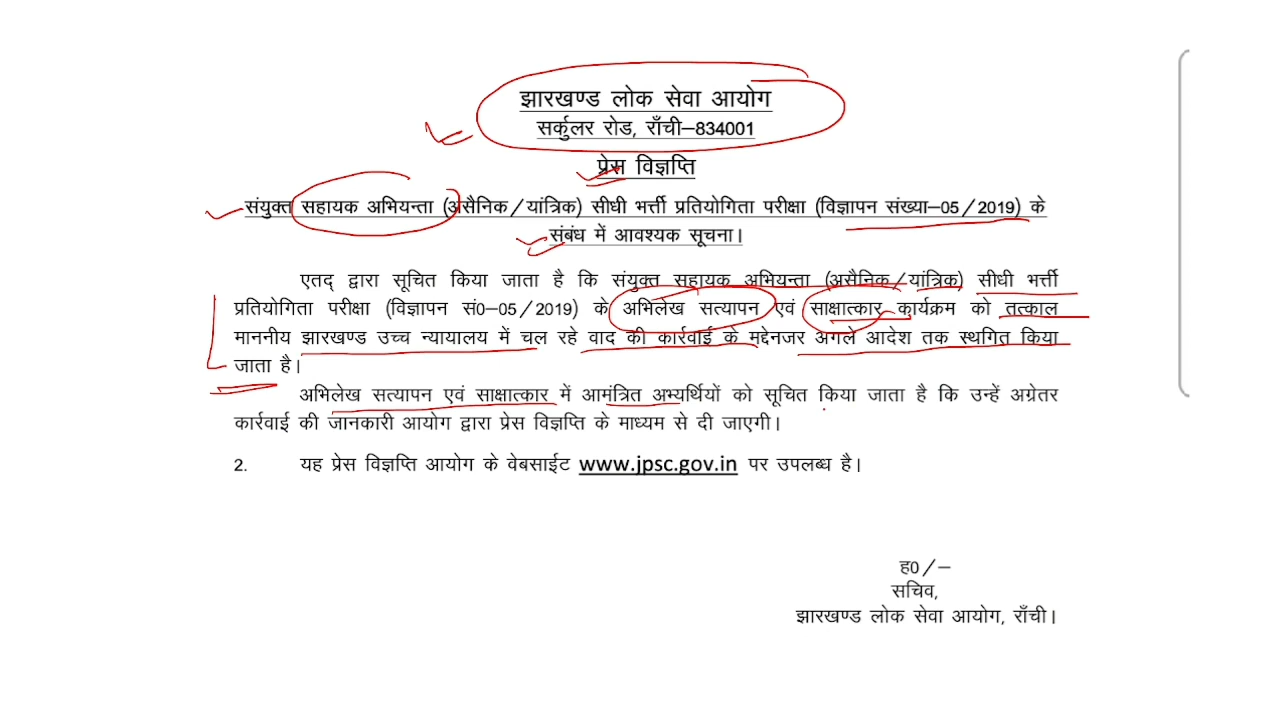 झारखण्ड लोक सेवा आयोग
सर्कुलर रोड, राँची–834001
प्रेस विज्ञप्ति
संयुक्त सहायक अभियन्ता (असैनिक/यांत्रिक) सीधी भर्त्ती प्रतियोगिता परीक्षा (विज्ञापन संख्या–05/2019) के
संबंध में आवश्यक सूचना।
एतद् द्वारा सूचित किया जाता है कि संयुक्त सहायक अभियन्ता (असैनिक/यांत्रिक) सीधी भर्त्ती
प्रतियोगिता परीक्षा (विज्ञापन सं0–05/2019) के अभिलेख सत्यापन एवं साक्षात्कार कार्यक्रम को तत्काल
माननीय झारखण्ड उच्च न्यायालय में चल रहे वाद की कार्रवाई के मद्देनजर अगले आदेश तक स्थगित किया
जाता है।
अभिलेख सत्यापन एवं साक्षात्कार में आमंत्रित अभ्यर्थियों को सूचित किया जाता है कि उन्हें अग्रेतर
कार्रवाई की जानकारी आयोग द्वारा प्रेस विज्ञप्ति के माध्यम से दी जाएगी।
2. यह प्रेस विज्ञप्ति आयोग के वेबसाईट www.jpsc.gov.in पर उपलब्ध है।
ह0/–
सचिव,
झारखण्ड लोक सेवा आयोग, राँची।